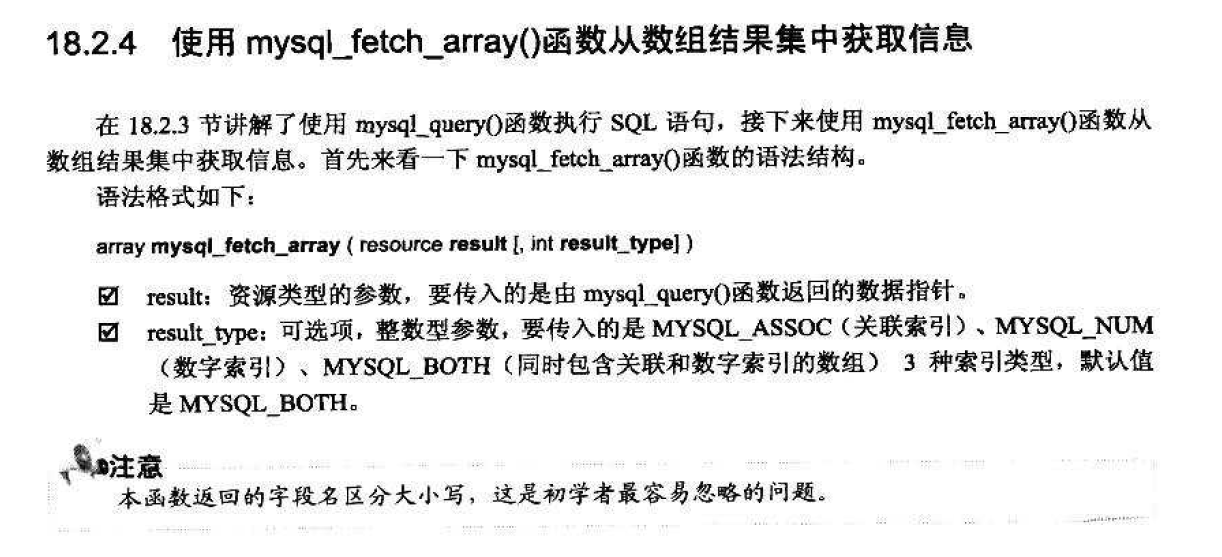 18.2.4 使用 mysql_fetch_array()函数从数组结果集中获取信息
在 18.2.3 节讲解了使用 mysql_query()函数执行 SQL 语句，接下来使用 mysql_fetch_array()函数从
数组结果集中获取信息。首先来看一下 mysql_fetch_array()函数的语法结构。
语法格式如下：
array mysql_fetch_array ( resource result [, int result_type] )
☑ result：资源类型的参数，要传入的是由 mysql_query()函数返回的数据指针。
☑ result_type：可选项，整数型参数，要传入的是 MYSQL_ASSOC（关联索引）、MYSQL_NUM
（数字索引）、MYSQL_BOTH（同时包含关联和数字索引的数组） 3 种索引类型，默认值
是 MYSQL_BOTH。
注意
本函数返回的字段名区分大小写，这是初学者最容易忽略的问题。